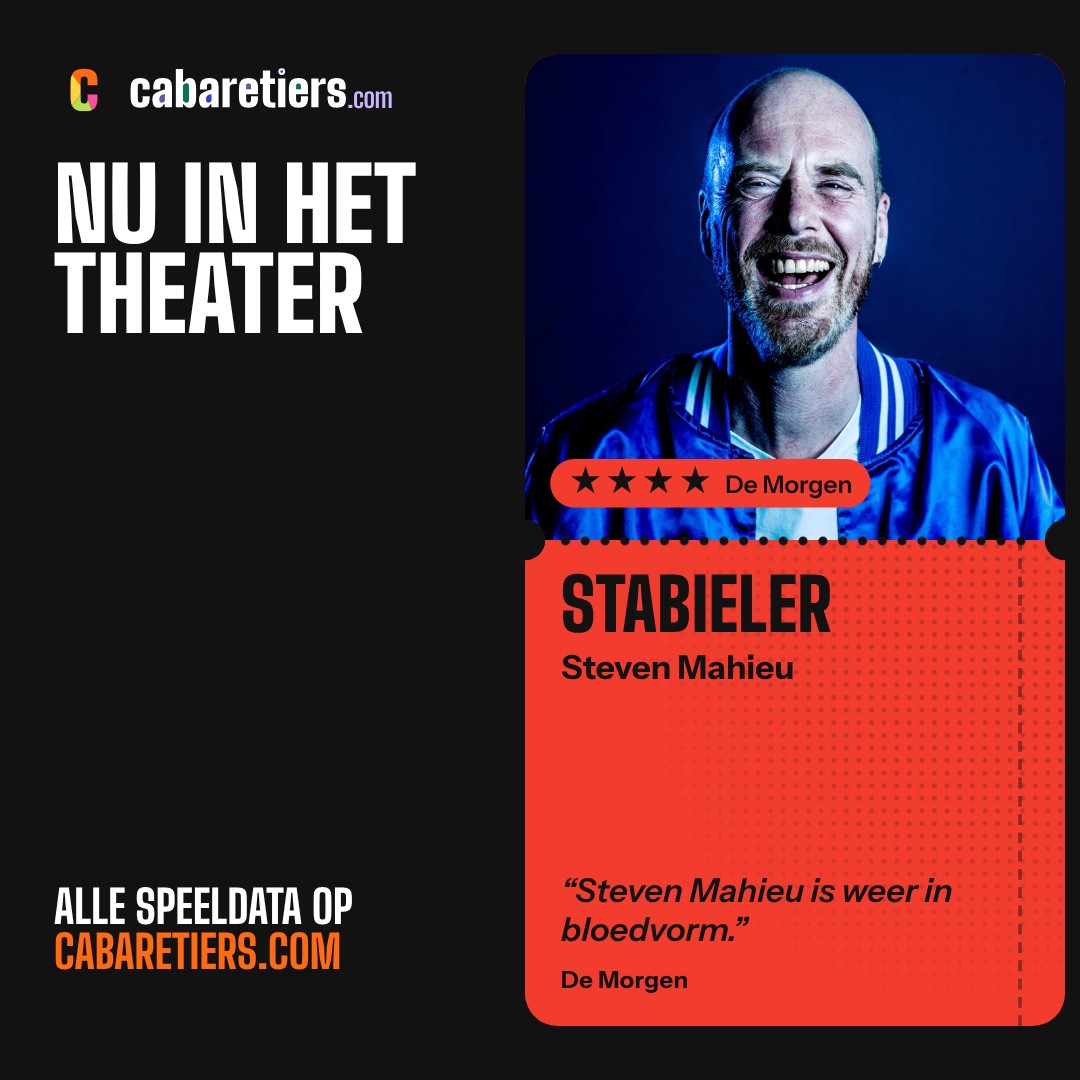 C cabaretiers.com
NU IN HET
THEATER
★★★★ De Morgen
STABIELER
Steven Mahieu
“Steven Mahieu is weer in
bloedvorm.”
De Morgen
ALLE SPEELDATA OP
CABARETIERS.COM